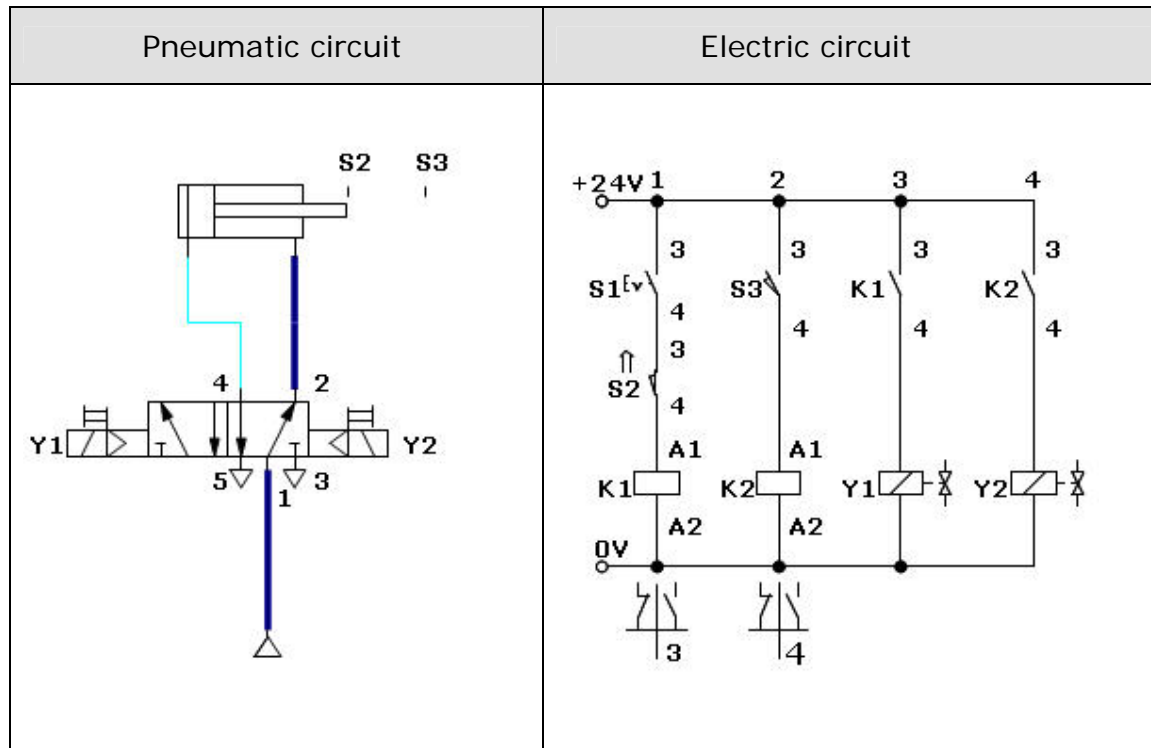 Pneumatic circuit
Electric circuit
S2 S3
4 2
Y1 Y2
5 1 3
+24V 1 2 3 4
3 3 3 3
S1 S3 K1 K2
4 4 4 4
3
S2
4
A1 A1
K1 K2 Y1 Y2
A2 A2
0V
3 4